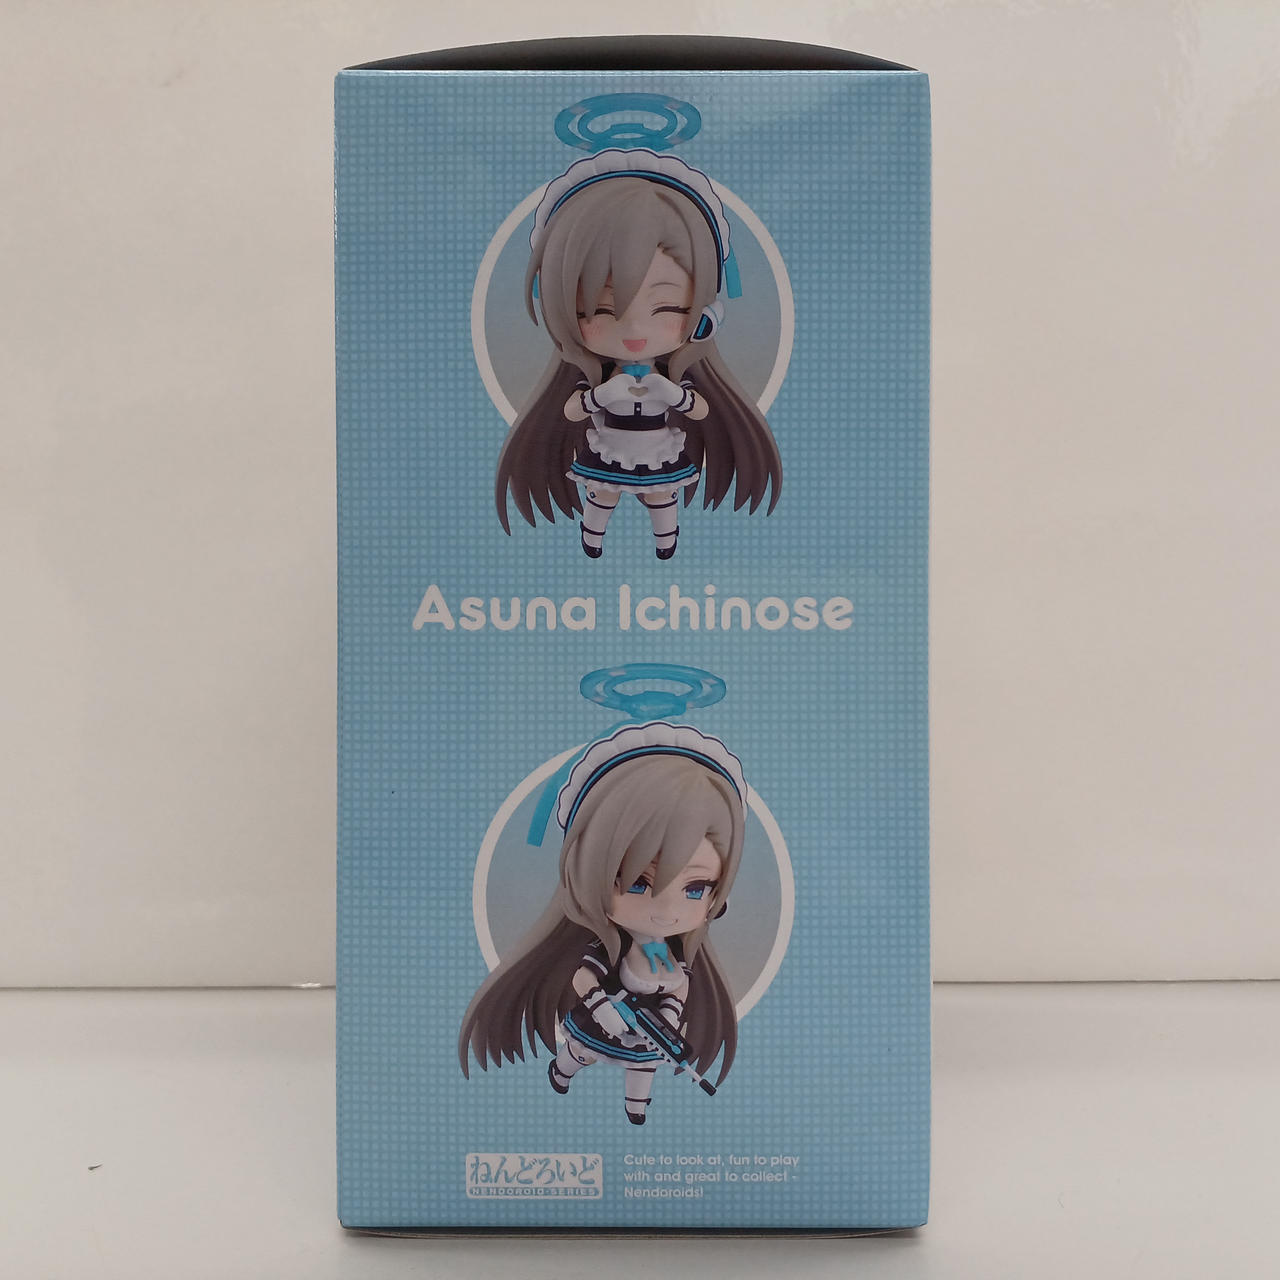 Asuna Ichinose
ねんどろいど
NENDOROID-SERIES
Cute to look at, fun to play
with and great to collect -
Nendoroids!